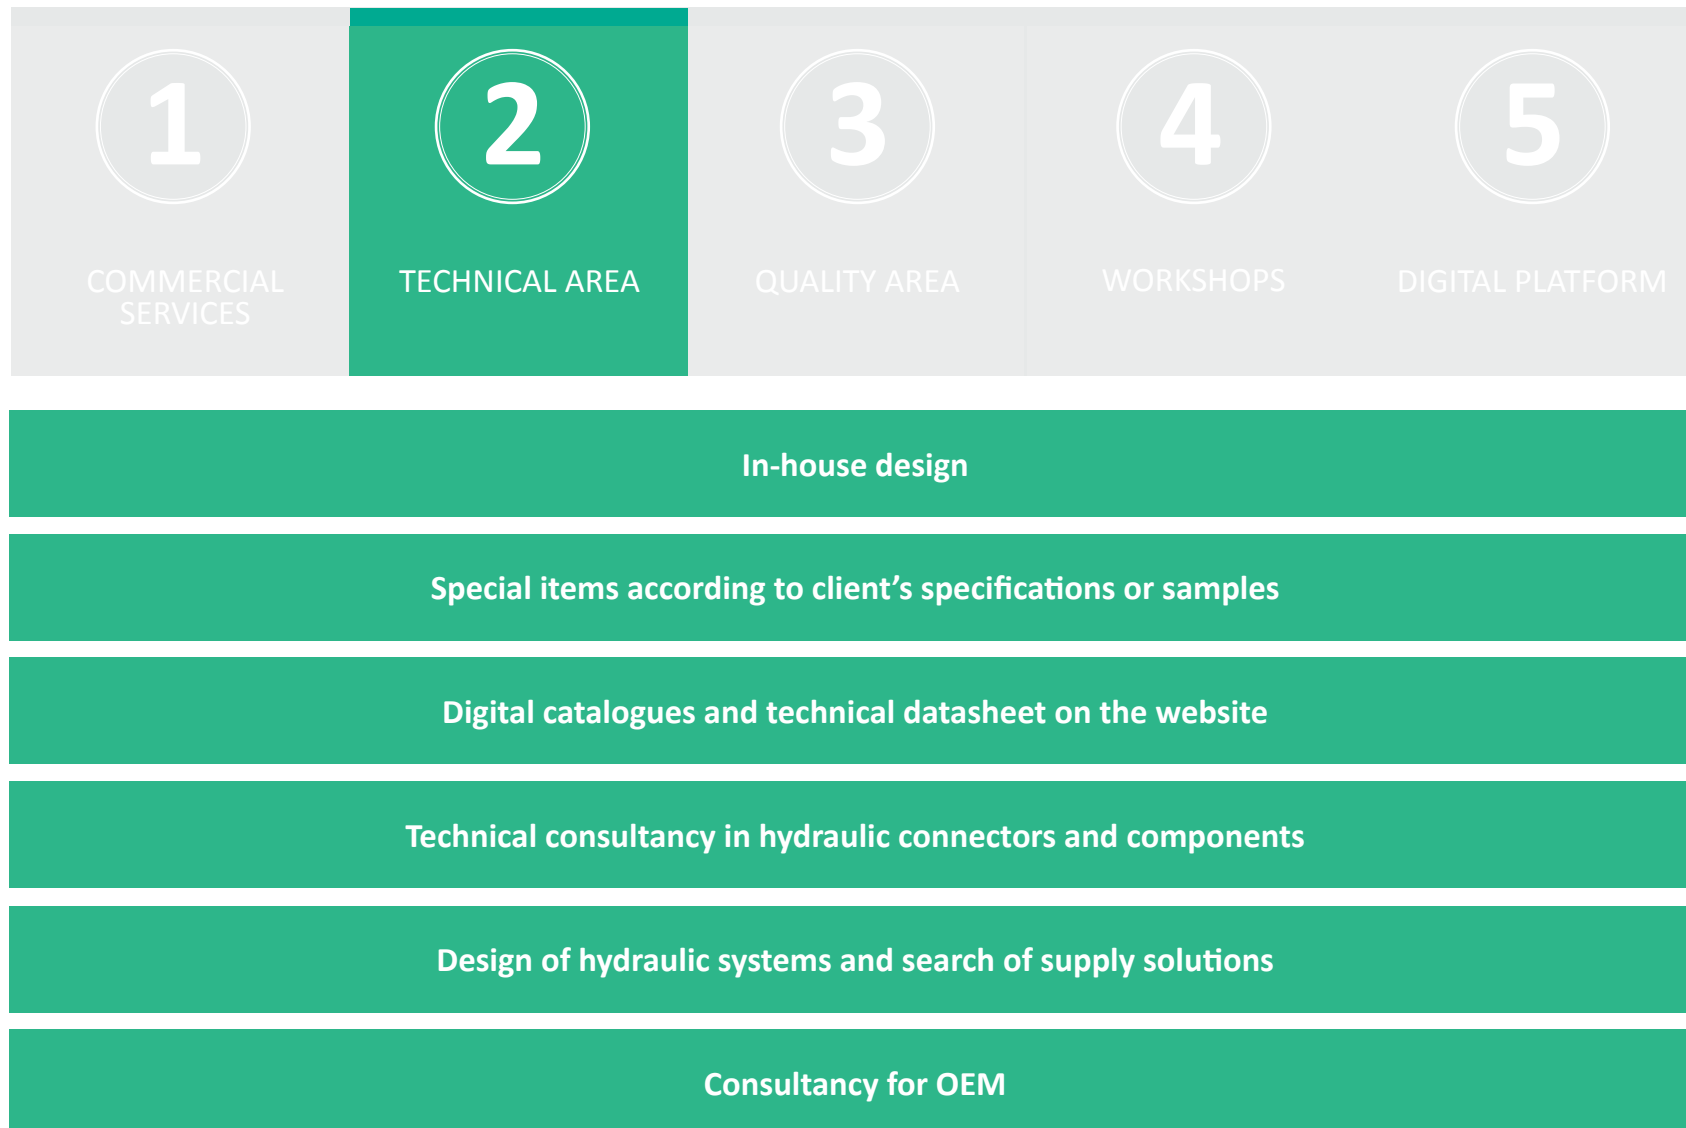 1
2
3
4
5
COMMERCIAL
SERVICES
TECHNICAL AREA
QUALITY AREA
WORKSHOPS
DIGITAL PLATFORM
In-house design
Special items according to client’s specifications or samples
Digital catalogues and technical datasheet on the website
Technical consultancy in hydraulic connectors and components
Design of hydraulic systems and search of supply solutions
Consultancy for OEM